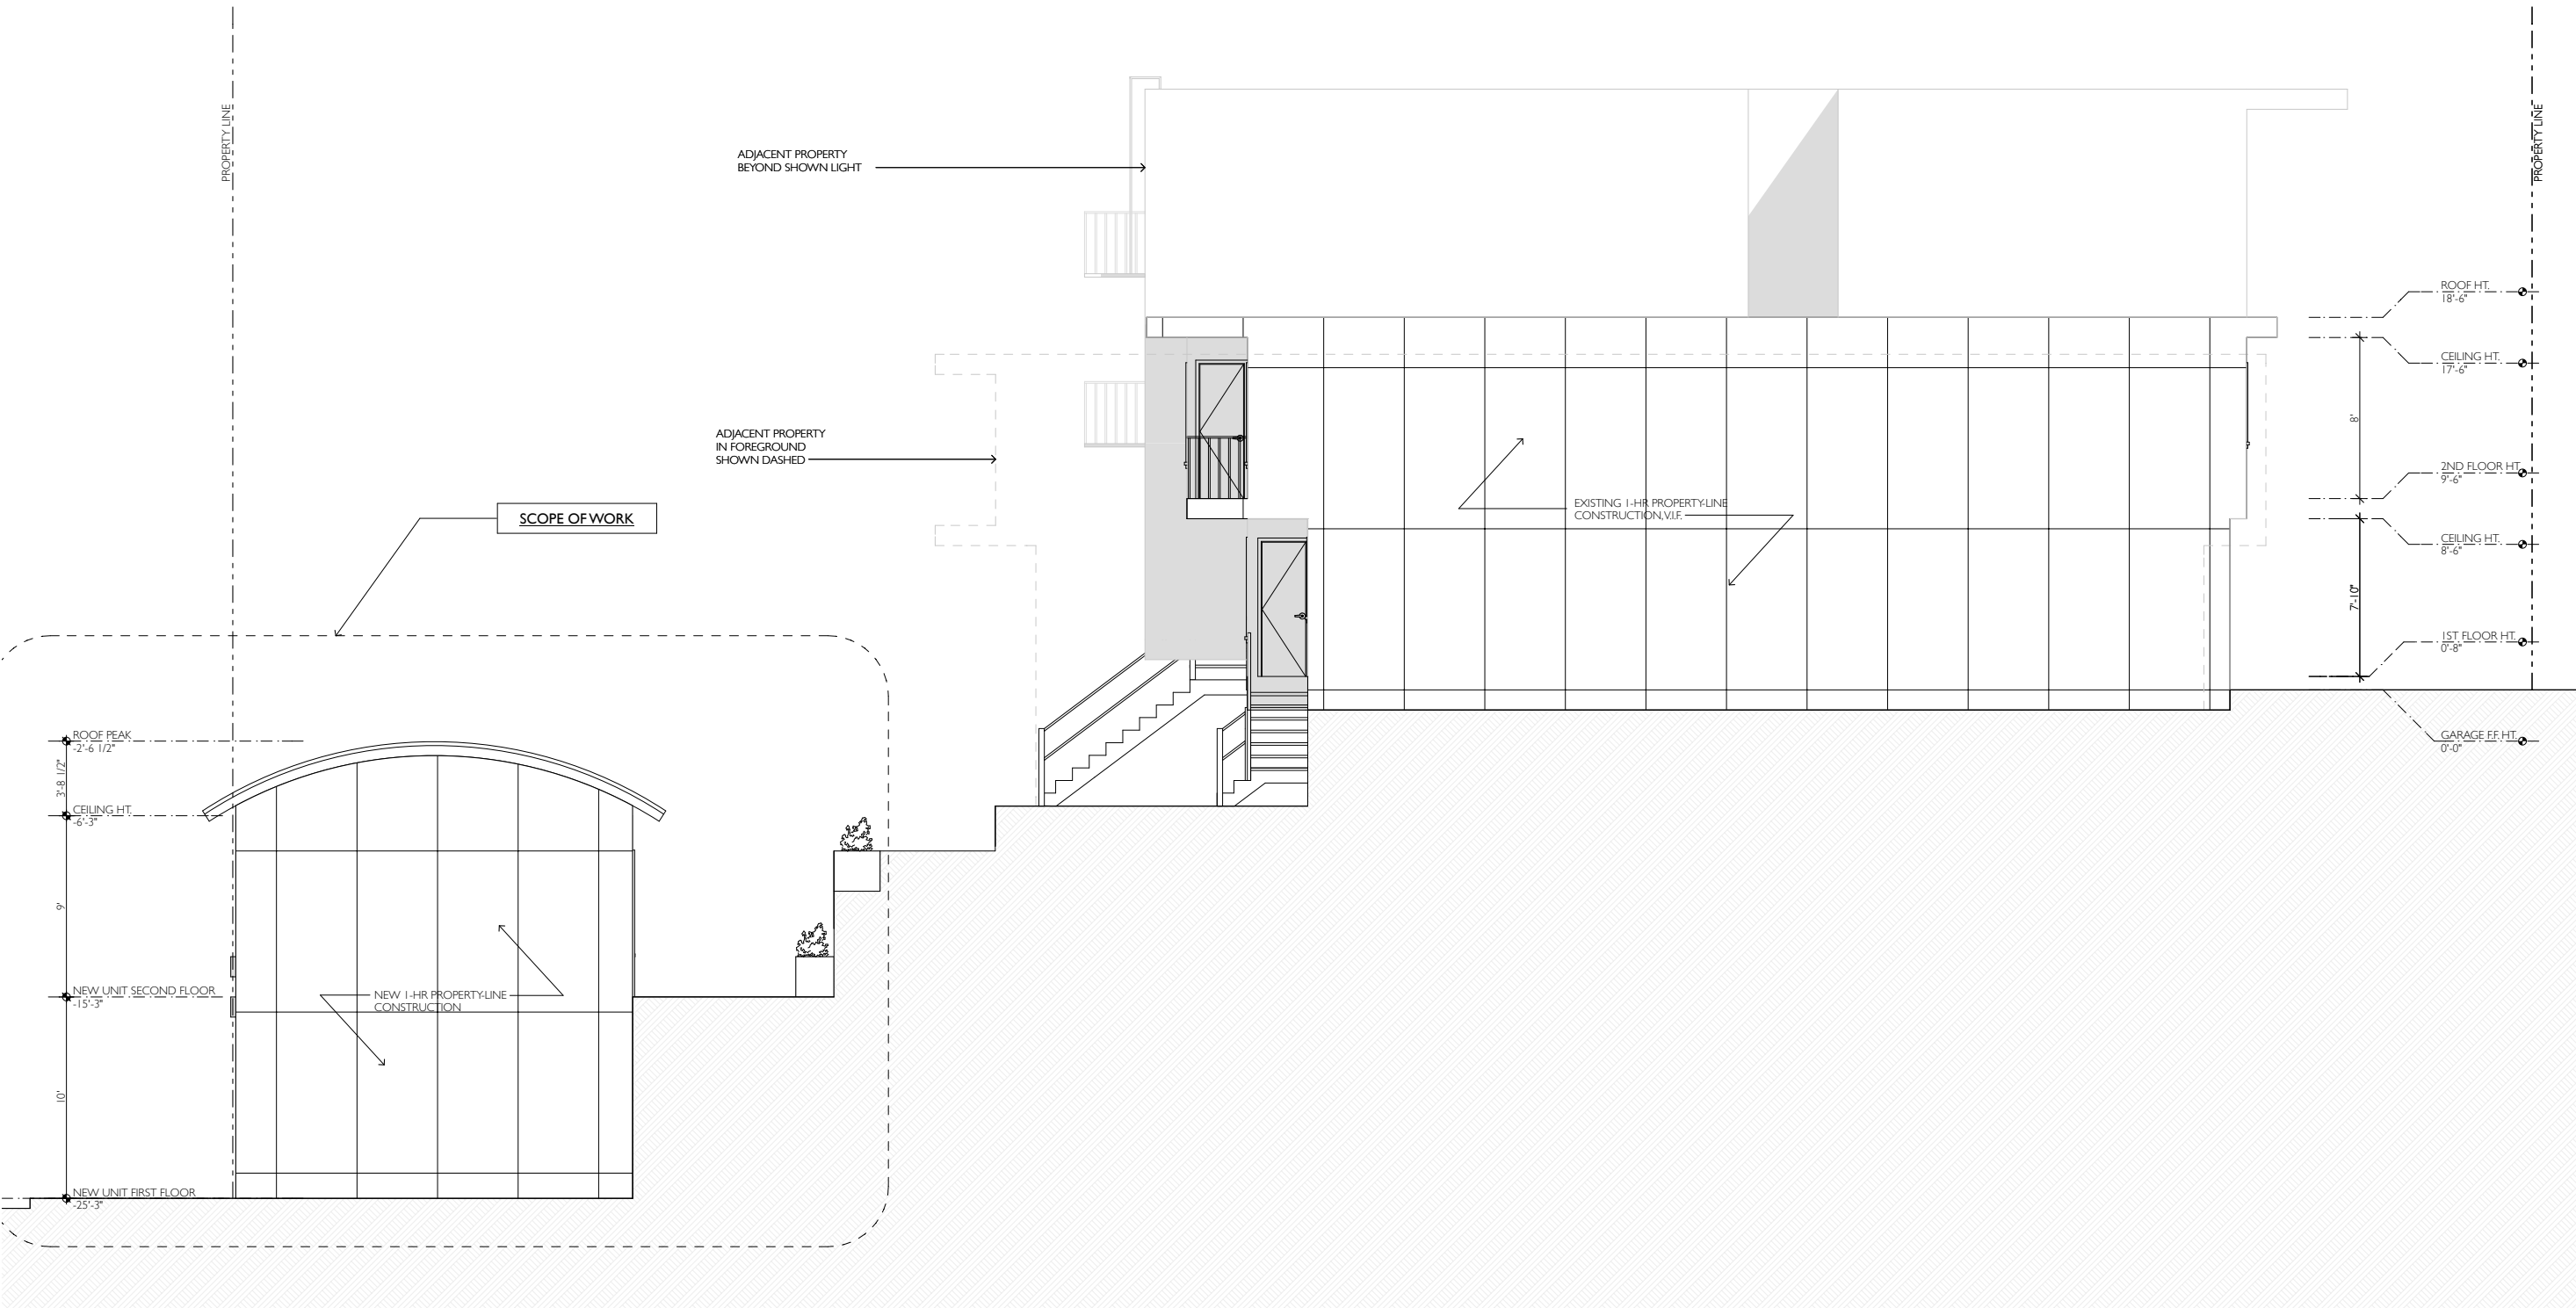 PROPERTY LINE
PROPERTY LINE
ADJACENT PROPERTY
BEYOND SHOWN LIGHT
ROOF HT.
18'-6"
CEILING HT.
17'-6"
8'
ADJACENT PROPERTY
IN FOREGROUND
SHOWN DASHED
2ND FLOOR HT.
9'-6"
EXISTING 1-HR PROPERTY-LINE
CONSTRUCTION, V.I.F.
SCOPE OF WORK
CEILING HT.
8'-6"
7'-10"
1ST FLOOR HT.
0'-8"
GARAGE F.F. HT.
0'-0"
ROOF PEAK
-2'-6 1/2"
3'-8 1/2"
CEILING HT.
-6'-3"
9'
NEW UNIT SECOND FLOOR
-15'-3"
NEW 1-HR PROPERTY-LINE
CONSTRUCTION
10'
NEW UNIT FIRST FLOOR
-25'-3"